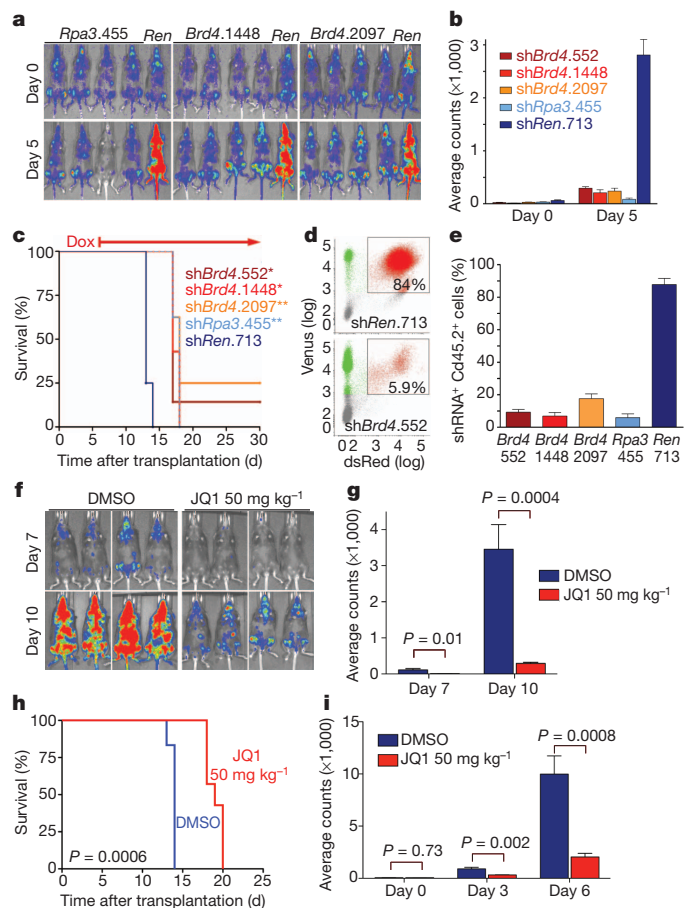 a
Rpa3.455 Ren Brd4.1448 Ren Brd4.2097 Ren
Day 0
Day 5
b
Average counts (×1,000)
3
2
1
0
shBrd4.552
shBrd4.1448
shBrd4.2097
shRpa3.455
shRen.713
Day 0 Day 5
c
Dox
Survival (%)
100
75
50
25
0
shBrd4.552*
shBrd4.1448*
shBrd4.2097**
shRpa3.455**
shRen.713
0 5 10 15 20 25 30
Time after transplantation (d)
d
Venus (log)
5
4
3
2
0
84%
shRen.713
5
4
3
2
0
5.9%
shBrd4.552
0 2 3 4 5
dsRed (log)
e
shRNA+ Cd45.2+ cells (%)
100
80
60
40
20
0
Brd4 Brd4 Brd4 Rpa3 Ren
552 1448 2097 455 713
f
DMSO JQ1 50 mg kg−1
Day 7
Day 10
g
Average counts (×1,000)
4
2
1
0
P = 0.0004
DMSO
JQ1 50 mg kg−1
P = 0.01
Day 7 Day 10
h
Survival (%)
100
75
50
25
0
JQ1
50 mg kg−1
DMSO
P = 0.0006
0 5 10 15 20 25
Time after transplantation (d)
i
Average counts (×1,000)
15
10
5
0
DMSO
JQ1 50 mg kg−1
P = 0.0008
P = 0.73
P = 0.002
Day 0 Day 3 Day 6